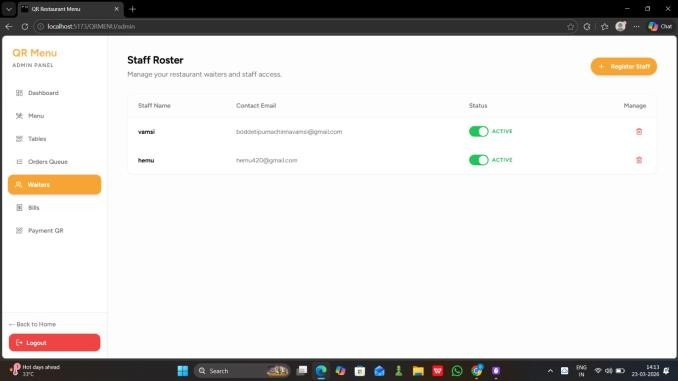 QR Restaurant Menu
localhost:5173/QRMENU/admin
Chat
QR Menu
ADMIN PANEL
Dashboard
Menu
Tables
Orders Queue
Waiters
Bills
Payment QR
Back to Home
Logout
Staff Roster
Manage your restaurant waiters and staff access.
+ Register Staff
Staff Name Contact Email Status Manage
vamsi boddetipumachinnavamsi@gmail.com ACTIVE
hemu hemu420@gmail.com ACTIVE
Hot days ahead
33°C
Search
ENG
IN
14:13
23-03-2026